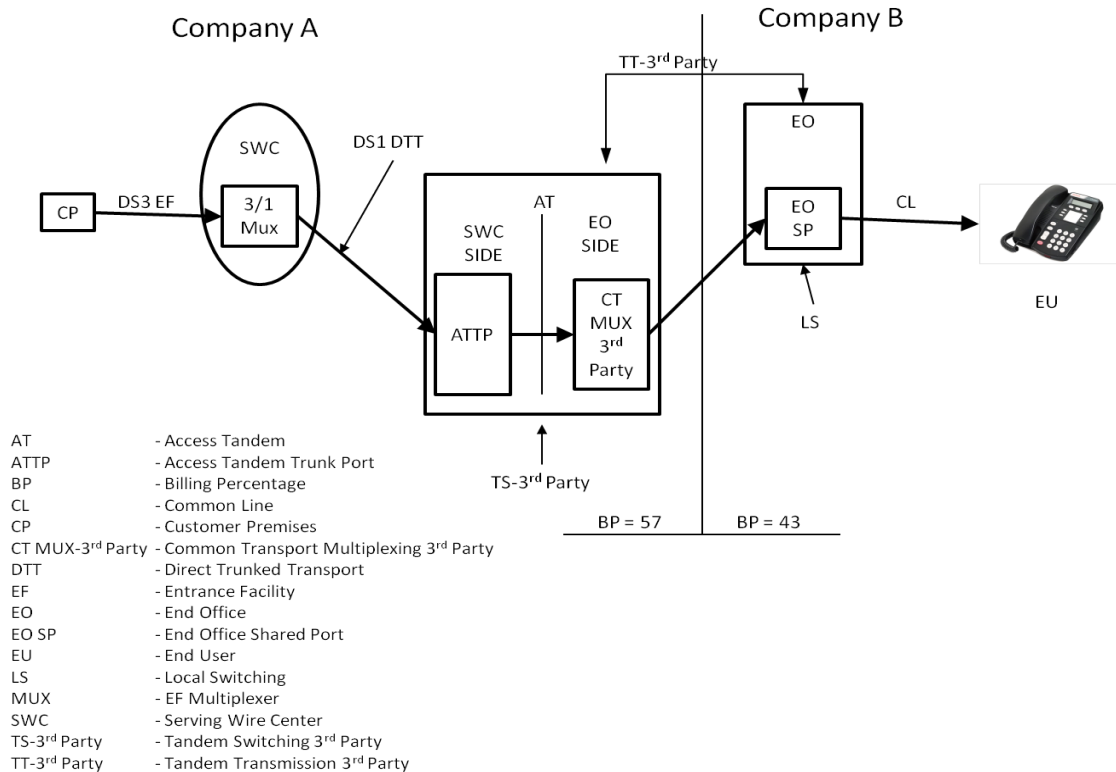 Company A
Company B
TT-3rd Party
SWC
DS1 DTT
EO
CP
DS3 EF
3/1
Mux
AT
SWC
SIDE
EO
SIDE
EO
SP
CL
ATTP
CT
MUX
3rd
Party
LS
EU
TS-3rd Party
BP = 57
BP = 43
AT - Access Tandem
ATTP - Access Tandem Trunk Port
BP - Billing Percentage
CL - Common Line
CP - Customer Premises
CT MUX-3rd Party - Common Transport Multiplexing 3rd Party
DTT - Direct Trunked Transport
EF - Entrance Facility
EO - End Office
EO SP - End Office Shared Port
EU - End User
LS - Local Switching
MUX - EF Multiplexer
SWC - Serving Wire Center
TS-3rd Party - Tandem Switching 3rd Party
TT-3rd Party - Tandem Transmission 3rd Party